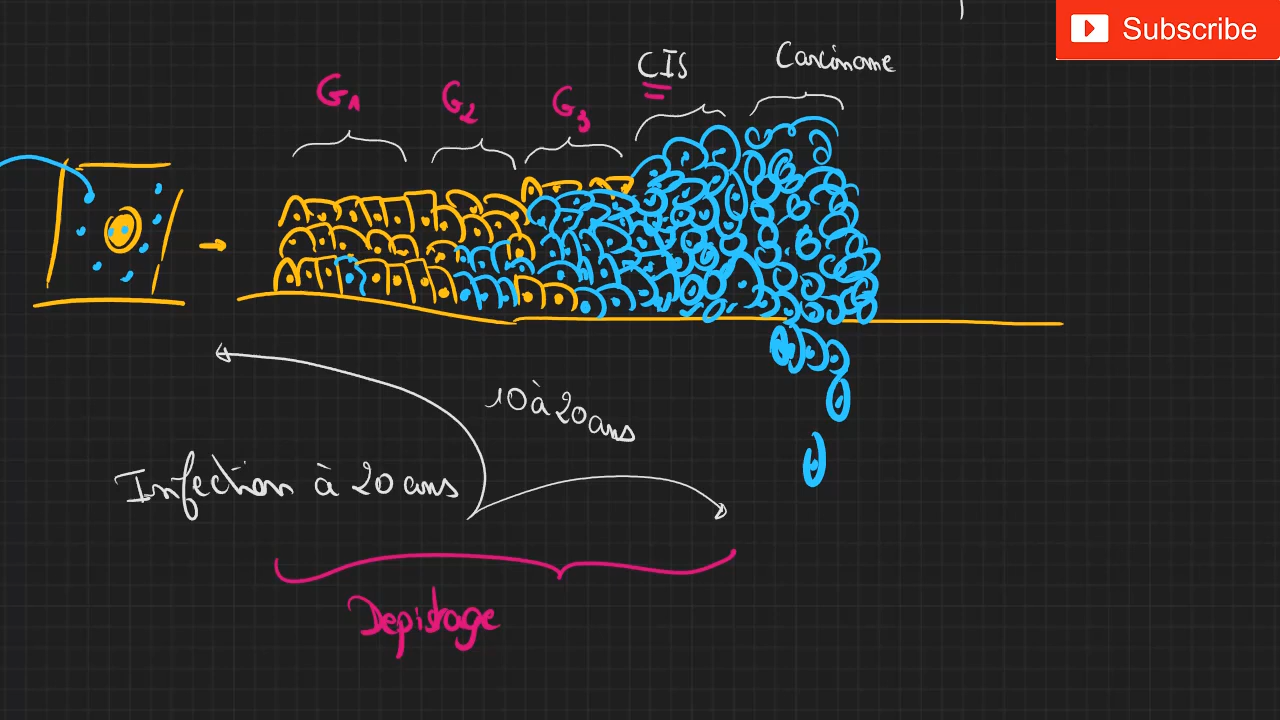 Subscribe
CIS
Carcinome
G1
G2
G3
10 à 20 ans
Infection à 20 ans
Depistage